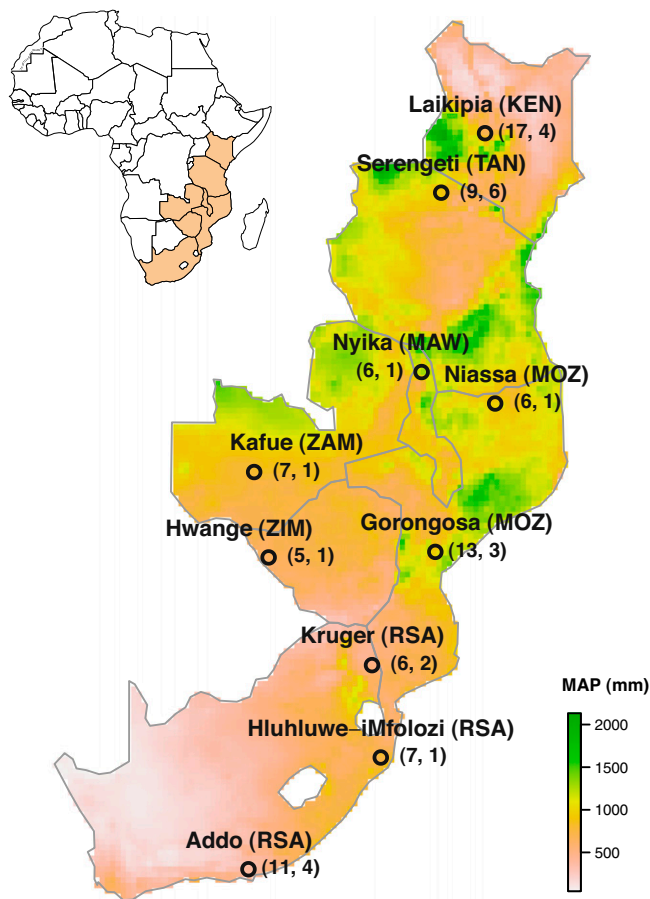 Laikipia (KEN)
(17, 4)
Serengeti (TAN)
(9, 6)
Nyika (MAW)
(6, 1)
Niassa (MOZ)
(6, 1)
Kafue (ZAM)
(7, 1)
Gorongosa (MOZ)
(13, 3)
Hwange (ZIM)
(5, 1)
Kruger (RSA)
(6, 2)
Hluhluwe–iMfolozi (RSA)
(7, 1)
Addo (RSA)
(11, 4)
MAP (mm)
2000
1500
1000
500